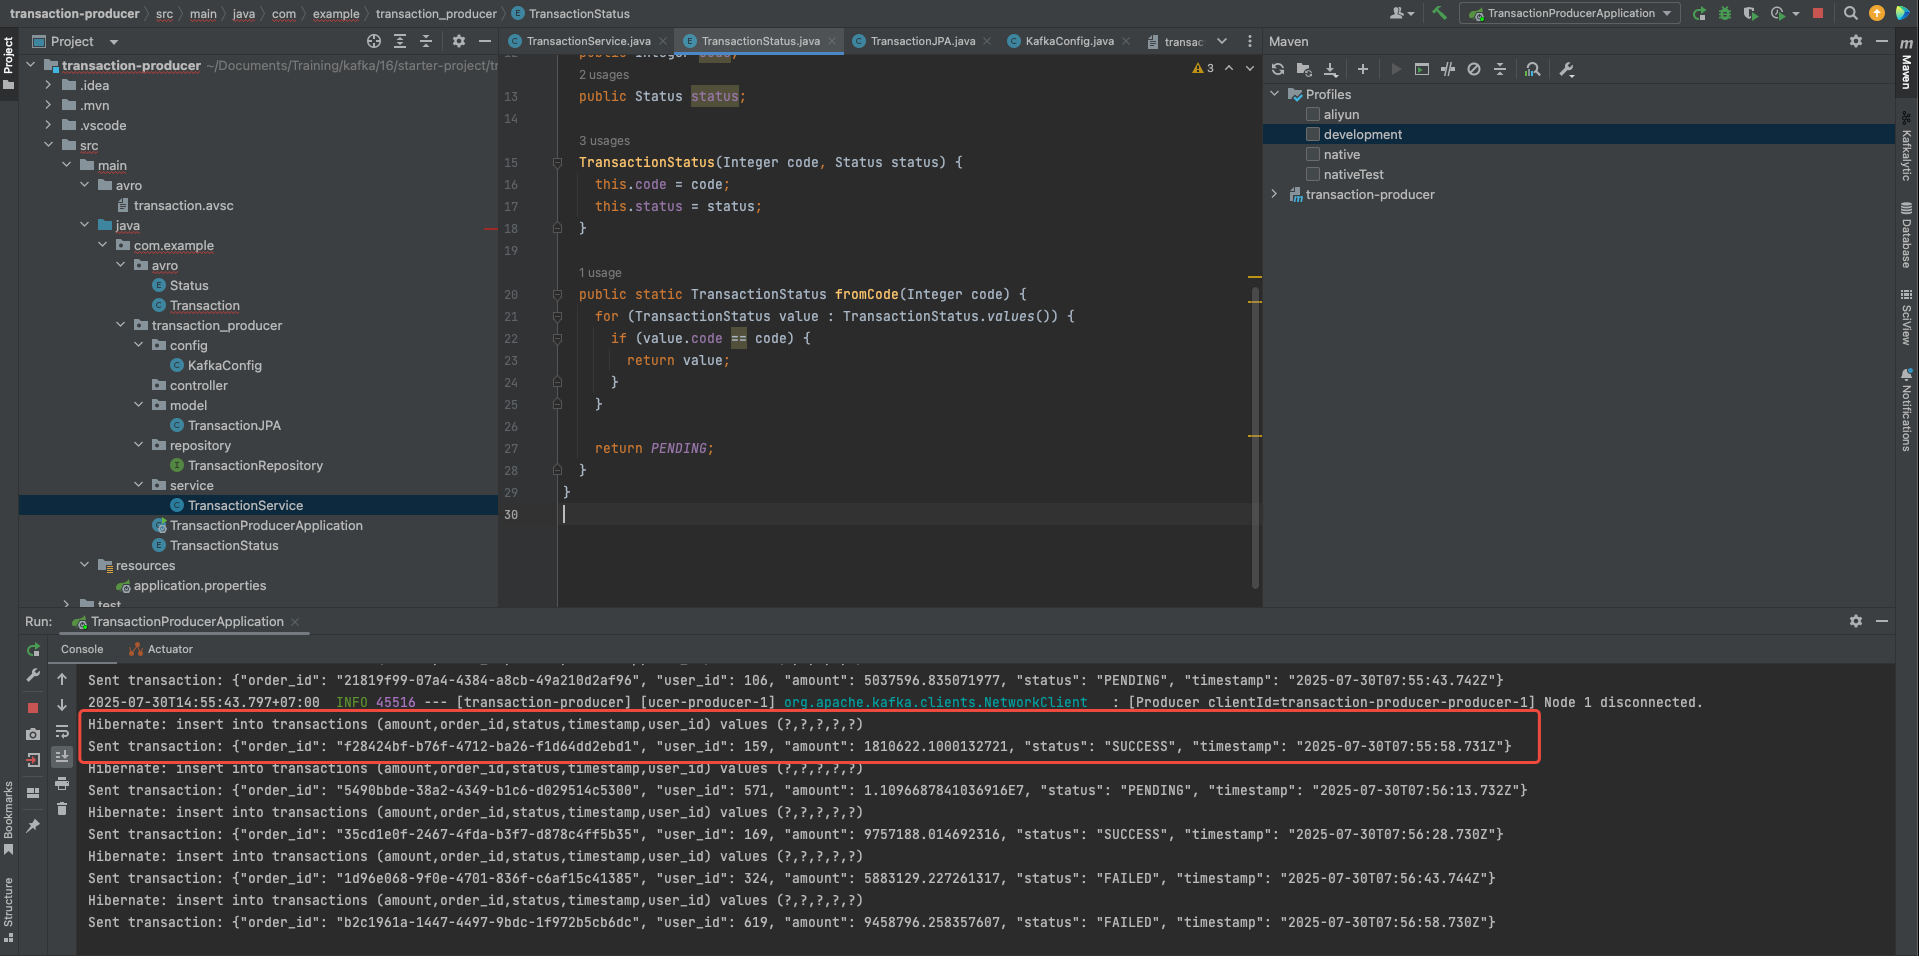 transaction-producer src main java com example transaction_producer TransactionStatus
TransactionProducerApplication
Project
TransactionService.java
TransactionStatus.java
TransactionJPA.java
KafkaConfig.java
transac
Maven
Project
transaction-producer ~/Documents/Training/kafka/16/starter-project/tr
.idea
.mvn
.vscode
src
main
avro
transaction.avsc
java
com.example
avro
Status
Transaction
transaction_producer
config
KafkaConfig
controller
model
TransactionJPA
repository
TransactionRepository
service
TransactionService
TransactionProducerApplication
TransactionStatus
resources
application.properties
test
3
12 public Integer code;
2 usages
13 public Status status;
14
3 usages
15 TransactionStatus(Integer code, Status status) {
16 this.code = code;
17 this.status = status;
18 }
19
1 usage
20 public static TransactionStatus fromCode(Integer code) {
21 for (TransactionStatus value : TransactionStatus.values()) {
22 if (value.code == code) {
23 return value;
24 }
25 }
26
27 return PENDING;
28 }
29 }
30
Profiles
aliyun
development
native
nativeTest
transaction-producer
m
Maven
Kafkalytic
Database
SciView
Notifications
Run: TransactionProducerApplication
Console
Actuator
Sent transaction: {"order_id": "21819f99-07a4-4384-a8cb-49a210d2af96", "user_id": 106, "amount": 5037596.835071977, "status": "PENDING", "timestamp": "2025-07-30T07:55:43.742Z"}
2025-07-30T14:55:43.797+07:00 INFO 45516 --- [transaction-producer] [ucer-producer-1] org.apache.kafka.clients.NetworkClient : [Producer clientId=transaction-producer-producer-1] Node 1 disconnected.
Hibernate: insert into transactions (amount,order_id,status,timestamp,user_id) values (?,?,?,?,?)
Sent transaction: {"order_id": "f28424bf-b76f-4712-ba26-f1d64dd2ebd1", "user_id": 159, "amount": 1810622.1000132721, "status": "SUCCESS", "timestamp": "2025-07-30T07:55:58.731Z"}
Hibernate: insert into transactions (amount,order_id,status,timestamp,user_id) values (?,?,?,?,?)
Sent transaction: {"order_id": "5490bbde-38a2-4349-b1c6-d029514c5300", "user_id": 571, "amount": 1.1096687841036916E7, "status": "PENDING", "timestamp": "2025-07-30T07:56:13.732Z"}
Hibernate: insert into transactions (amount,order_id,status,timestamp,user_id) values (?,?,?,?,?)
Sent transaction: {"order_id": "35cd1e0f-2467-4fda-b3f7-d878c4ff5b35", "user_id": 169, "amount": 9757188.014692316, "status": "SUCCESS", "timestamp": "2025-07-30T07:56:28.730Z"}
Hibernate: insert into transactions (amount,order_id,status,timestamp,user_id) values (?,?,?,?,?)
Sent transaction: {"order_id": "1d96e068-9f0e-4701-836f-c6af15c41385", "user_id": 324, "amount": 5883129.227261317, "status": "FAILED", "timestamp": "2025-07-30T07:56:43.744Z"}
Hibernate: insert into transactions (amount,order_id,status,timestamp,user_id) values (?,?,?,?,?)
Sent transaction: {"order_id": "b2c1961a-1447-4497-9bdc-1f972b5cb6dc", "user_id": 619, "amount": 9458796.258357607, "status": "FAILED", "timestamp": "2025-07-30T07:56:58.730Z"}
Bookmarks
Structure